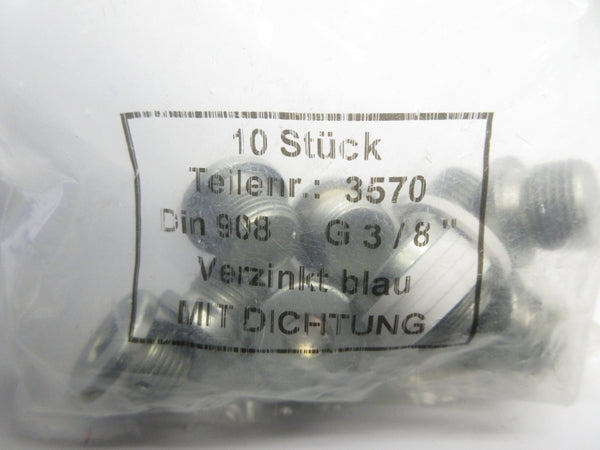 10 Stück
Teilenr.: 3570
Din 908 G 3 / 8 "
Verzinkt blau
MIT DICHTUNG